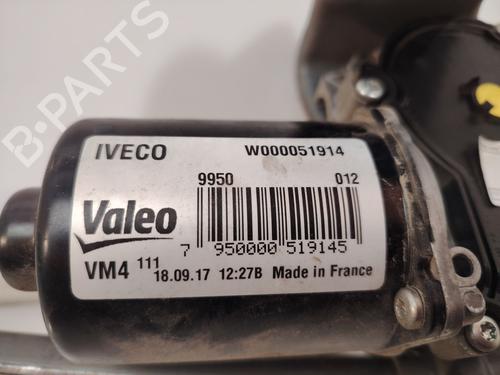 B-PARTS
IVECO W000051914
9950 012
Valeo
7 950000 519145
VM4 111 18.09.17 12:27B Made in France